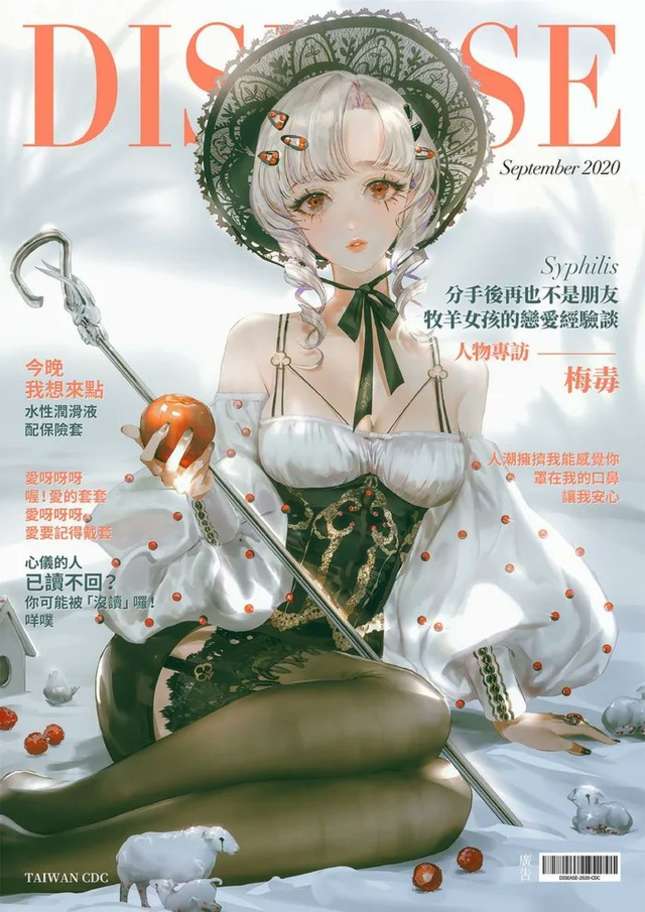 DISEASE
September 2020
Syphilis
分手後再也不是朋友
牧羊女孩的戀愛經驗談
人物專訪
梅毒
今晚
我想來點
水性潤滑液
配保險套
人潮擁擠我能感覺你
罩在我的口鼻
讓我安心
愛呀呀呀
喔!愛的套套
愛呀呀呀
愛要記得戴套
心儀的人
已讀不回?
你可能被「沒讀」囉!
咩噗
TAIWAN CDC
廣告
DISEASE-2020-CDC